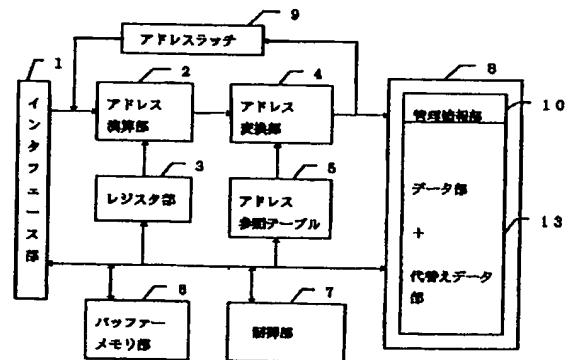 9
アドレスラッチ
1
2
4
8
インタフェース部
アドレス
演算部
アドレス
変換部
管理情報部
10
3
5
レジスタ部
アドレス
参照テーブル
データ部
+
代替えデータ
部
13
6
7
バッファー
メモリ部
制御部